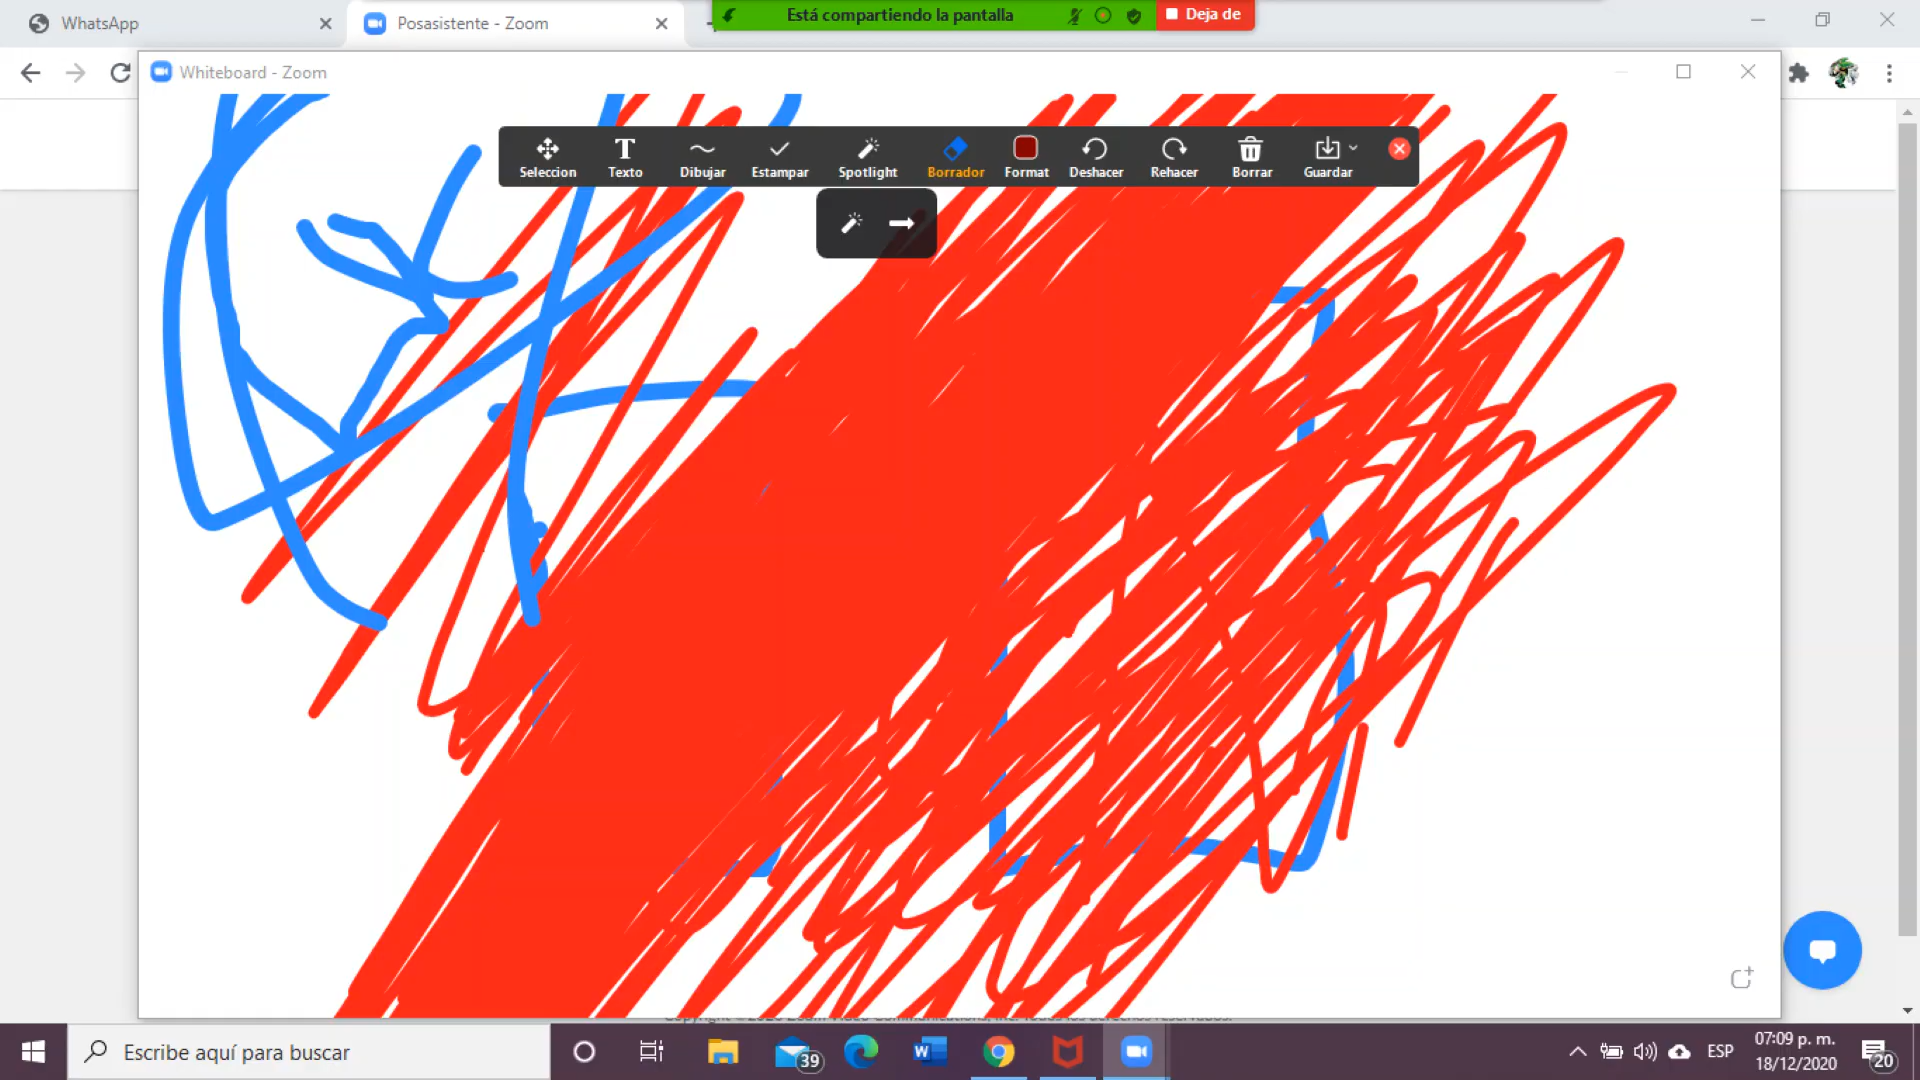 WhatsApp
Posasistente - Zoom
Está compartiendo la pantalla
Deja de
Whiteboard - Zoom
Seleccion
Texto
Dibujar
Estampar
Spotlight
Borrador
Format
Deshacer
Rehacer
Borrar
Guardar
Escribe aquí para buscar
39
ESP
07:09 p. m.
18/12/2020
20